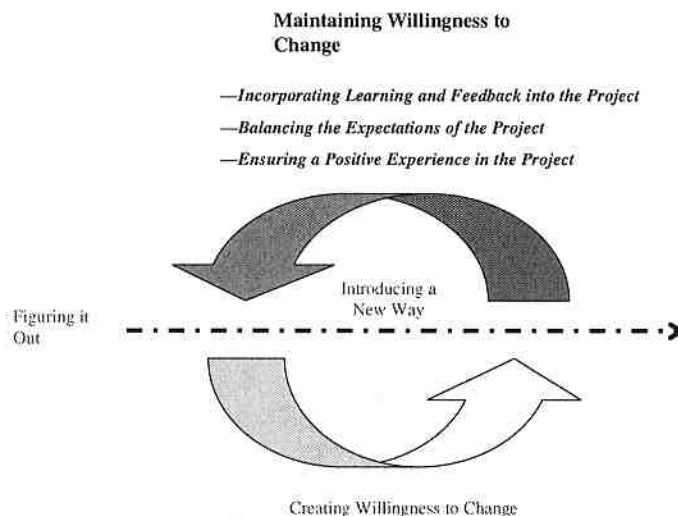 Maintaining Willingness to
Change
—Incorporating Learning and Feedback into the Project
—Balancing the Expectations of the Project
—Ensuring a Positive Experience in the Project
Introducing a
New Way
Figuring it
Out
Creating Willingness to Change